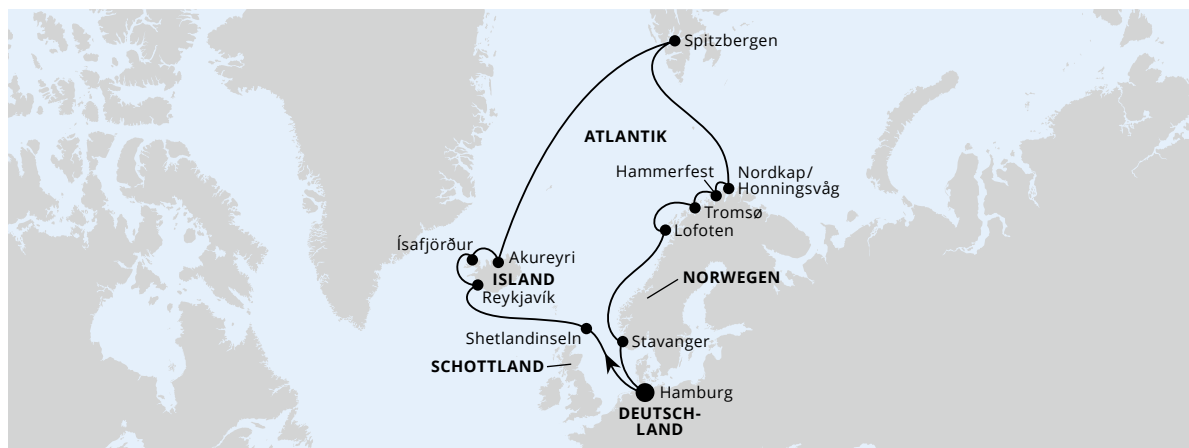 Spitzbergen
ATLANTIK
Hammerfest
Nordkap/
Honningsvåg
Tromsø
Lofoten
Ísafjörður
Akureyri
ISLAND
NORWEGEN
Reykjavík
Shetlandinseln
Stavanger
SCHOTTLAND
Hamburg
DEUTSCH-
LAND